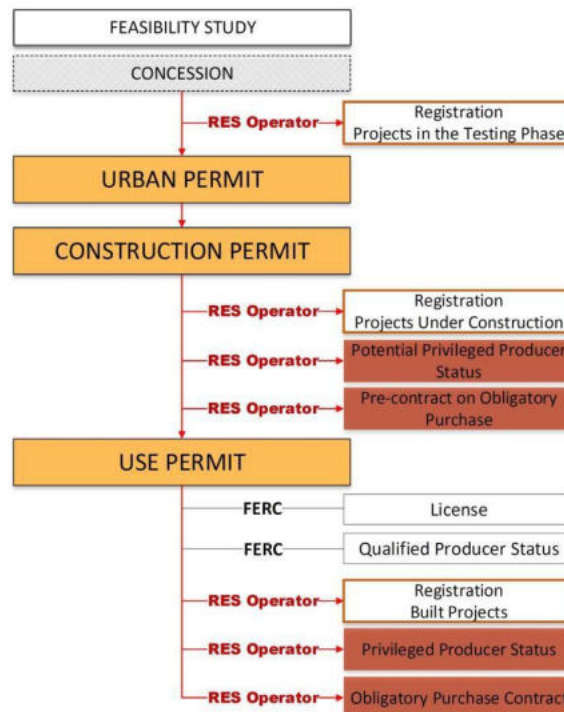 FEASIBILITY STUDY
CONCESSION
RES Operator
Registration
Projects in the Testing Phase
URBAN PERMIT
CONSTRUCTION PERMIT
RES Operator
Registration
Projects Under Construction
RES Operator
Potential Privileged Producer
Status
RES Operator
Pre-contract on Obligatory
Purchase
USE PERMIT
FERC
License
FERC
Qualified Producer Status
RES Operator
Registration
Built Projects
RES Operator
Privileged Producer Status
RES Operator
Obligatory Purchase Contract